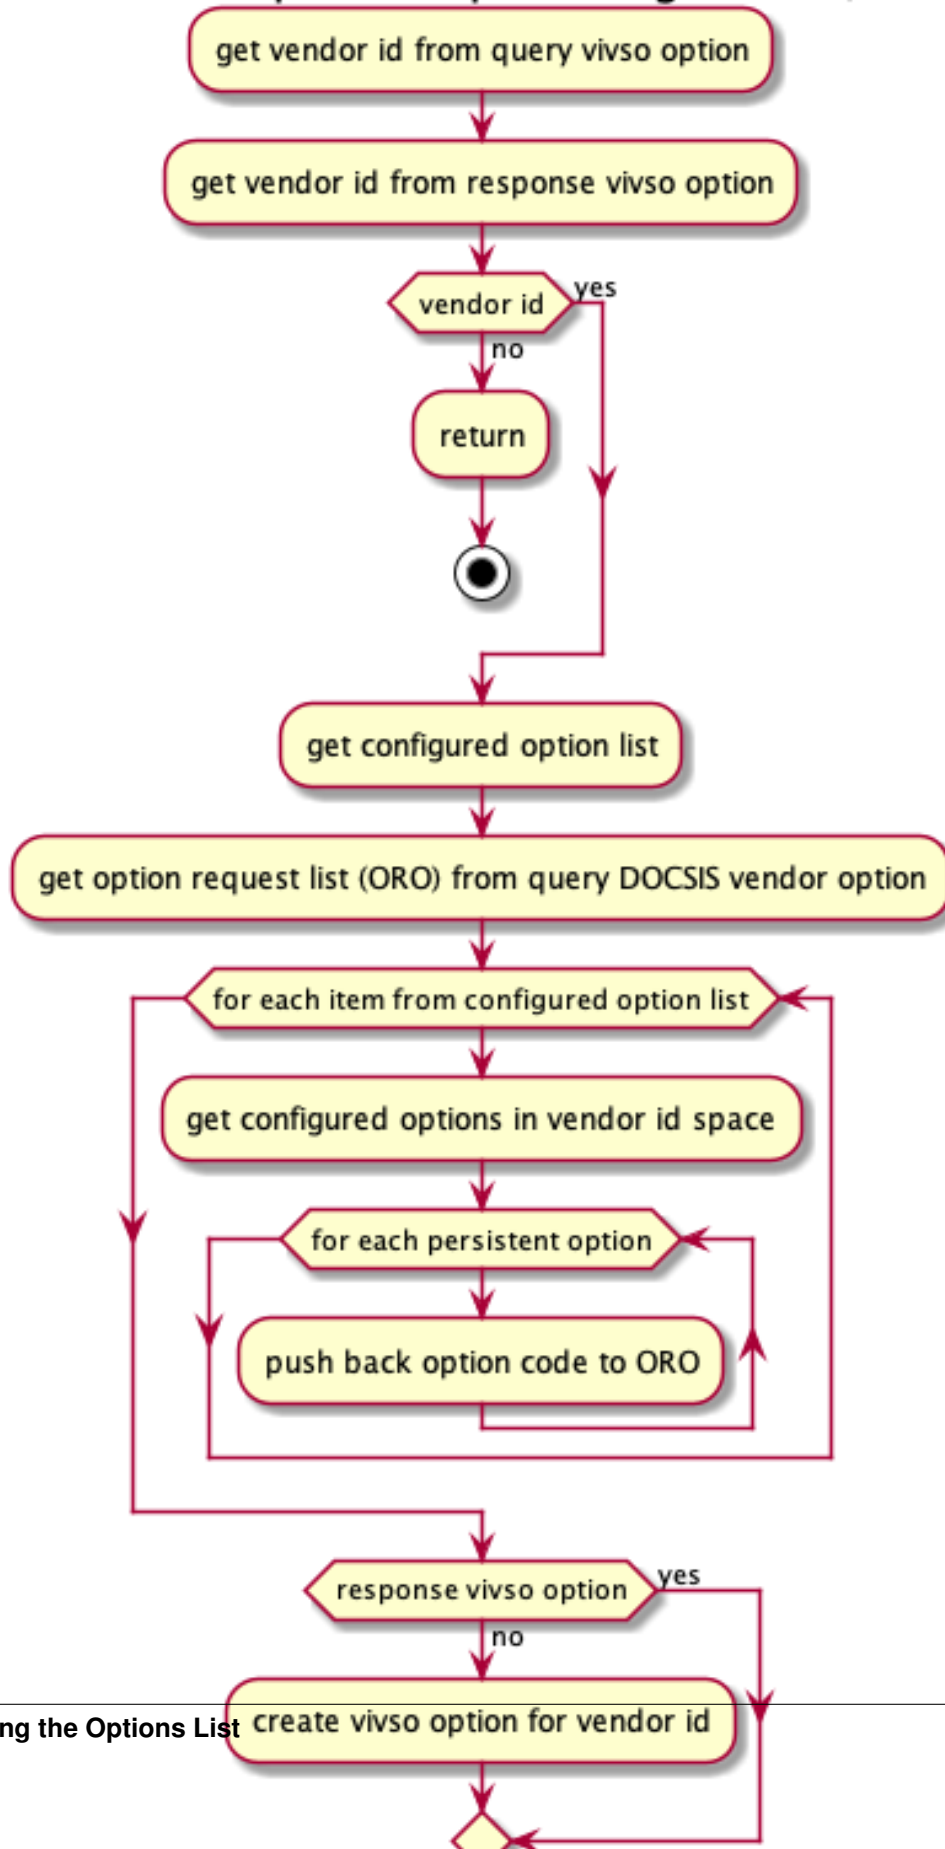 get vendor id from query vivso option
get vendor id from response vivso option
vendor id
yes
no
return
get configured option list
get option request list (ORO) from query DOCSIS vendor option
for each item from configured option list
get configured options in vendor id space
for each persistent option
push back option code to ORO
response vivso option
yes
no
create vivso option for vendor id
ng the Options List